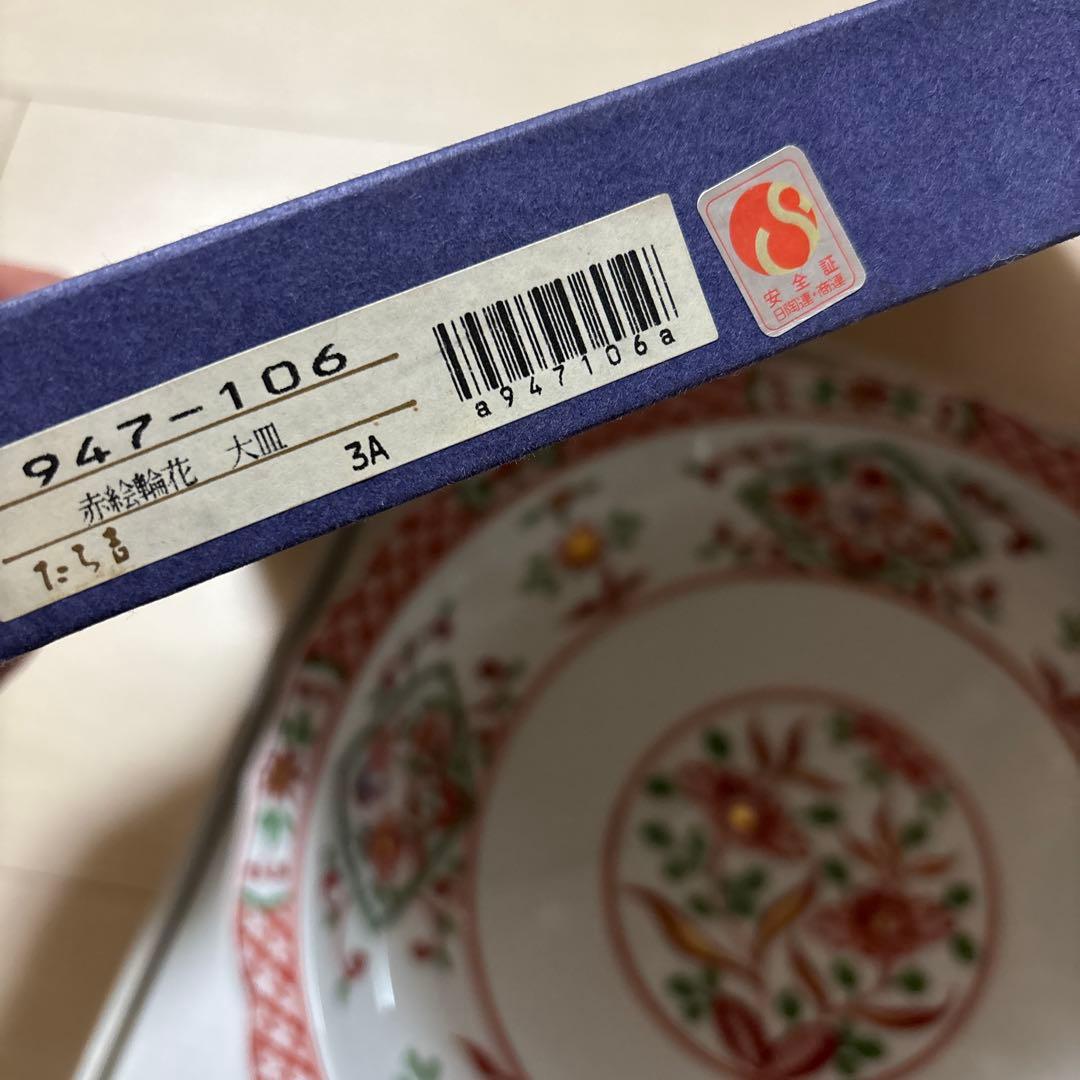 947-106
赤絵輪花 大皿
3A
たち吉
a947106a
S
安全証
日陶連・商連